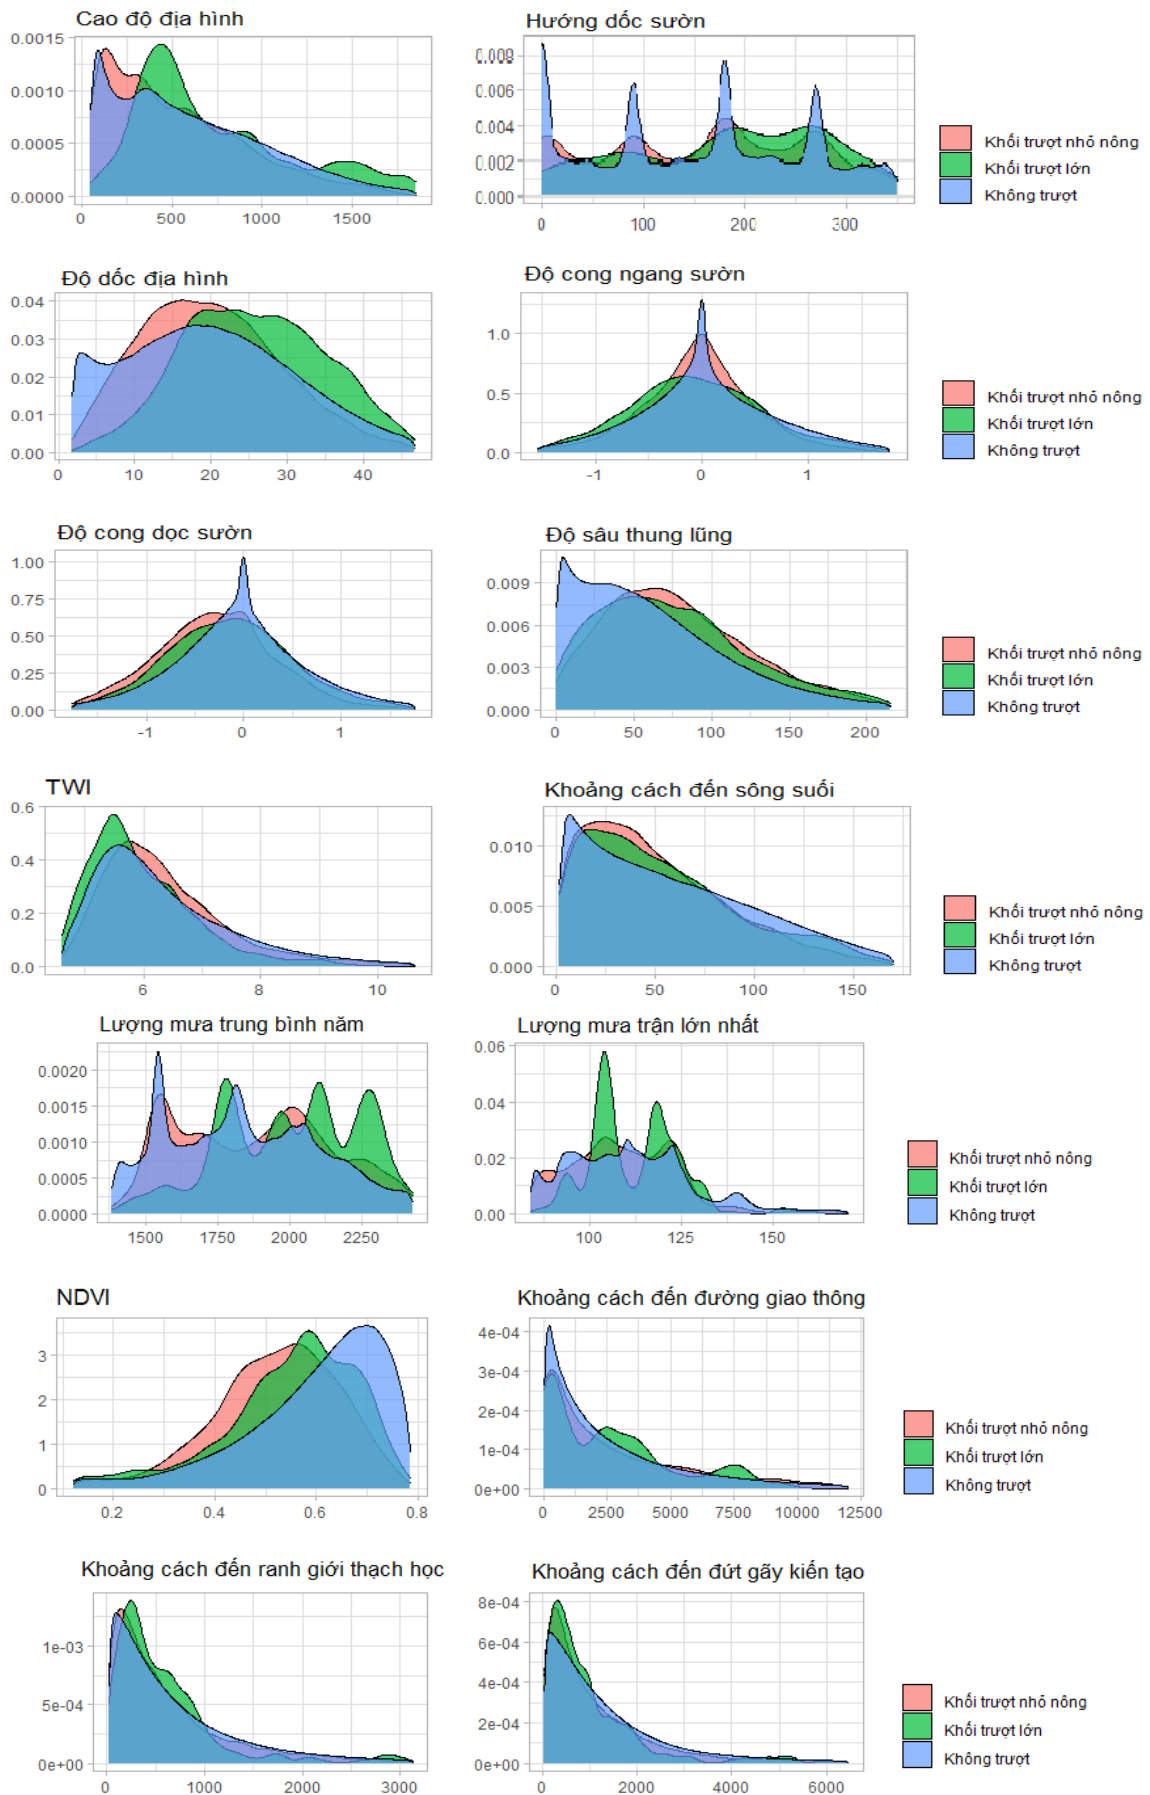 Cao độ địa hình
Hướng dốc sườn
0.0015
0.0010
0.0005
0.0000
0 500 1000 1500
0.008
0.006
0.004
0.002
0.000
0 100 200 300
Khối trượt nhỏ nông
Khối trượt lớn
Không trượt
Độ dốc địa hình
Độ cong ngang sườn
0.04
0.03
0.02
0.01
0.00
0 10 20 30 40
1.0
0.5
0.0
-1 0 1
Khối trượt nhỏ nông
Khối trượt lớn
Không trượt
Độ cong dọc sườn
Độ sâu thung lũng
1.00
0.75
0.50
0.25
0.00
-1 0 1
0.009
0.006
0.003
0.000
0 50 100 150 200
Khối trượt nhỏ nông
Khối trượt lớn
Không trượt
TWI
Khoảng cách đến sông suối
0.6
0.4
0.2
0.0
6 8 10
0.010
0.005
0.000
0 50 100 150
Khối trượt nhỏ nông
Khối trượt lớn
Không trượt
Lượng mưa trung bình năm
Lượng mưa trận lớn nhất
0.0020
0.0015
0.0010
0.0005
0.0000
1500 1750 2000 2250
0.06
0.04
0.02
0.00
100 125 150
Khối trượt nhỏ nông
Khối trượt lớn
Không trượt
NDVI
Khoảng cách đến đường giao thông
3
2
1
0
0.2 0.4 0.6 0.8
4e-04
3e-04
2e-04
1e-04
0e+00
0 2500 5000 7500 10000 12500
Khối trượt nhỏ nông
Khối trượt lớn
Không trượt
Khoảng cách đến ranh giới thạch học
Khoảng cách đến đứt gãy kiến tạo
1e-03
5e-04
0e+00
0 1000 2000 3000
8e-04
6e-04
4e-04
2e-04
0e+00
0 2000 4000 6000
Khối trượt nhỏ nông
Khối trượt lớn
Không trượt